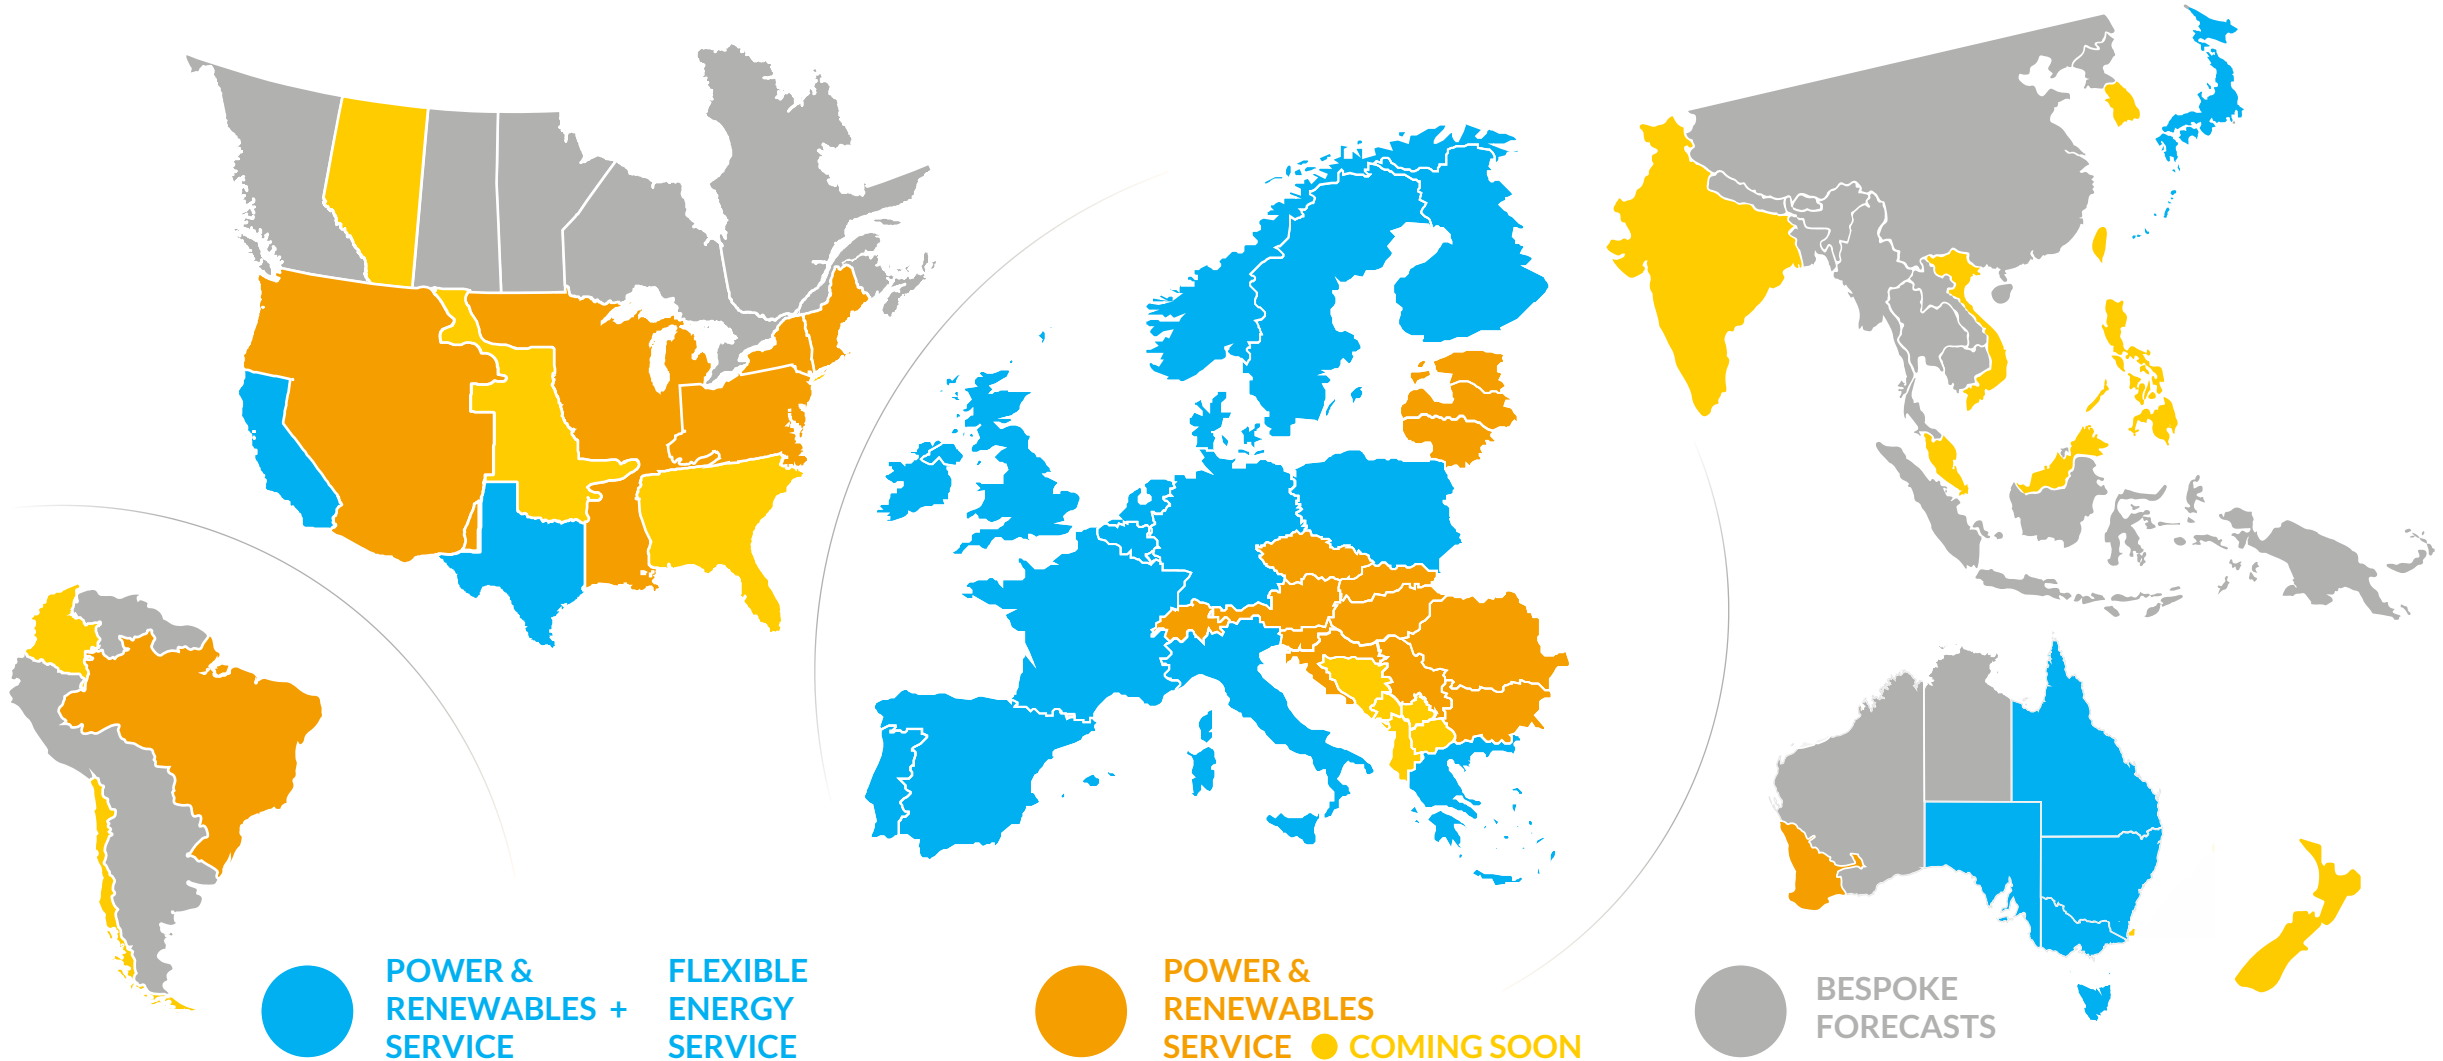 POWER &
RENEWABLES +
SERVICE
FLEXIBLE
ENERGY
SERVICE
POWER &
RENEWABLES
SERVICE COMING SOON
BESPOKE
FORECASTS